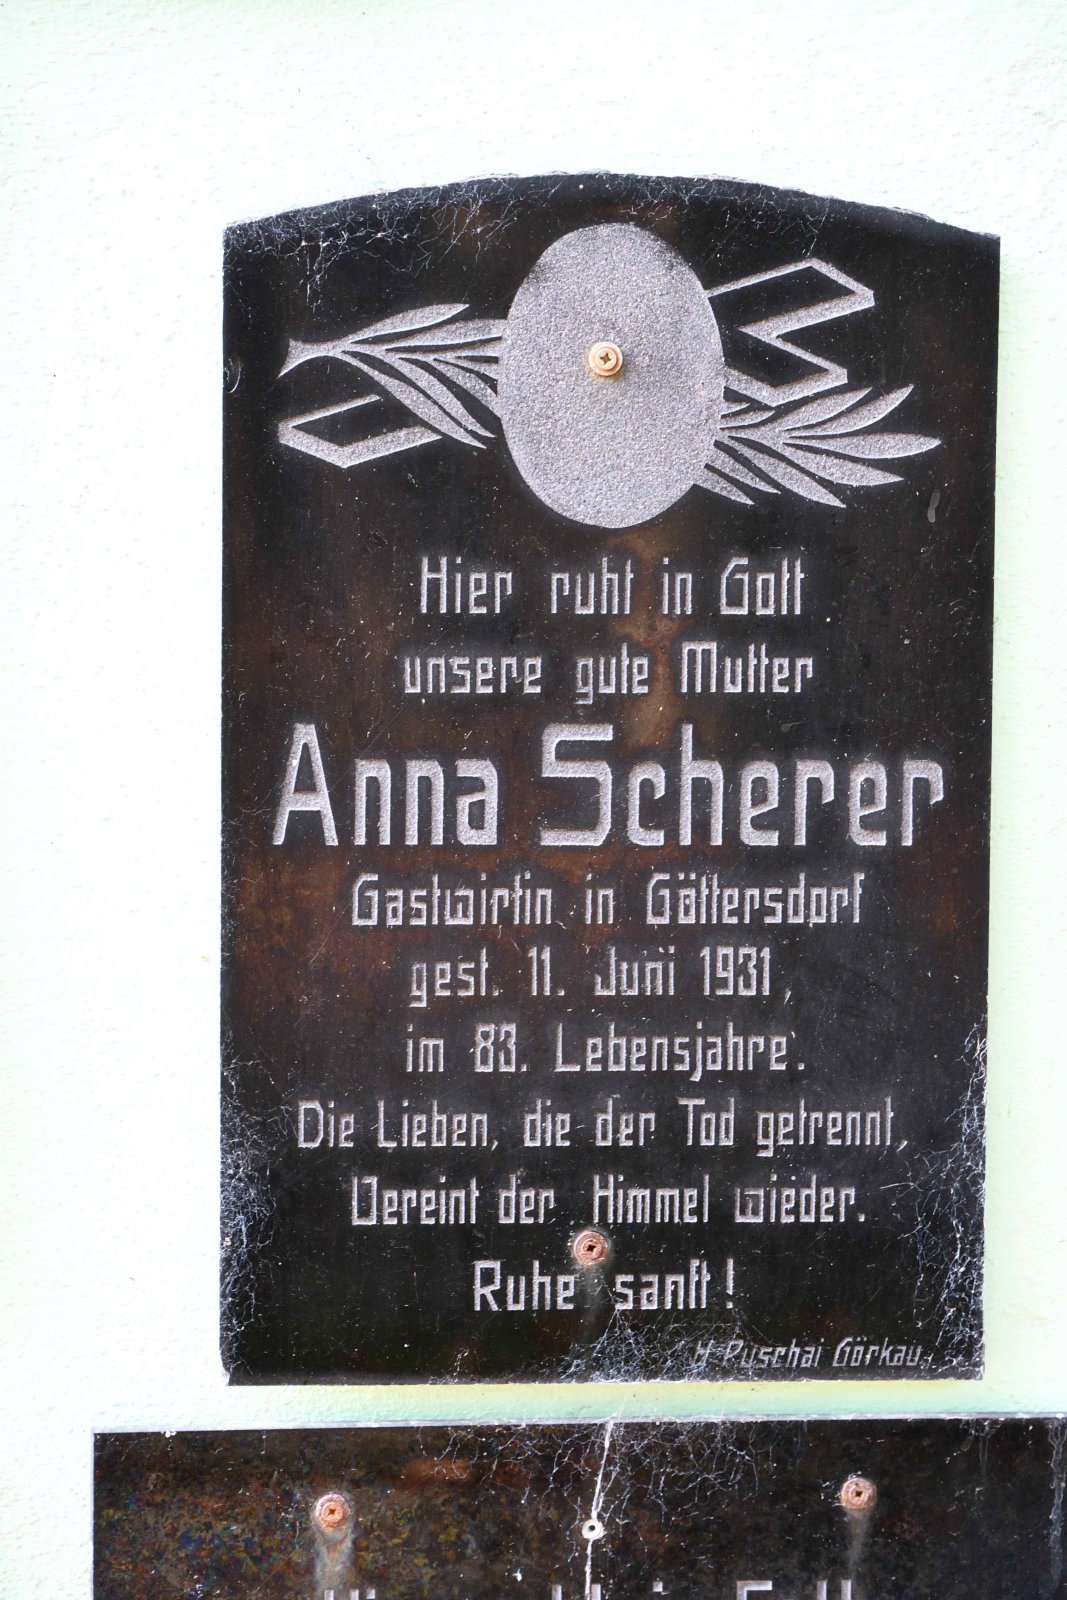 Hier ruht in Gott
unsere gute Mutter
Anna Scherer
Gastwirtin in Göttersdorf
gest. 11. Juni 1931,
im 83. Lebensjahre.
Die Lieben, die der Tod getrennt,
Vereint der Himmel wieder.
Ruhe sanft!
H. Puschai Görkau.